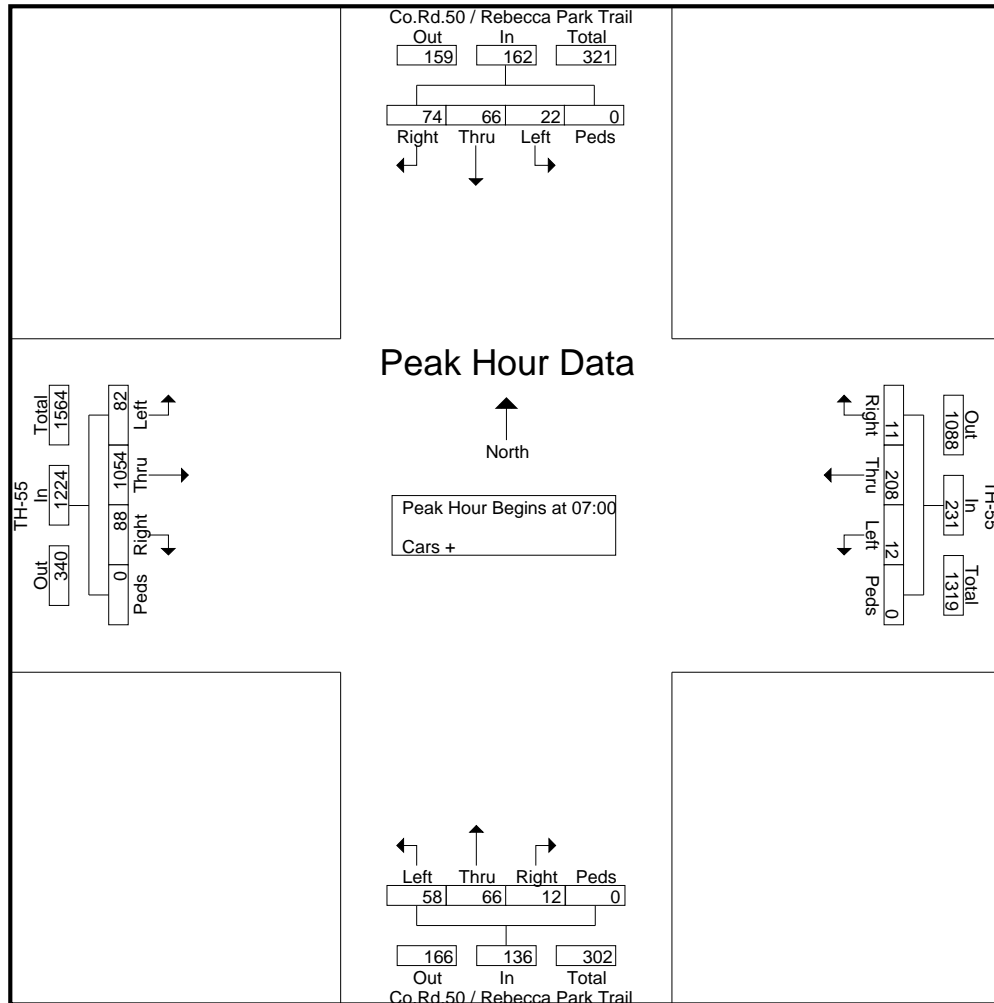 Co.Rd.50 / Rebecca Park Trail
Out In Total
159 162 321
74 66 22 0
Right Thru Left Peds
Peak Hour Data
North
Peak Hour Begins at 07:00
Cars +
TH-55
Total In Out
1564 1224 340
82 1054 88 0
Left Thru Right Peds
Right Thru Left Peds
11 208 12 0
Out In Total
1088 231 1319
TH-55
Left Thru Right Peds
58 66 12 0
166 136 302
Out In Total
Co.Rd.50 / Rebecca Park Trail